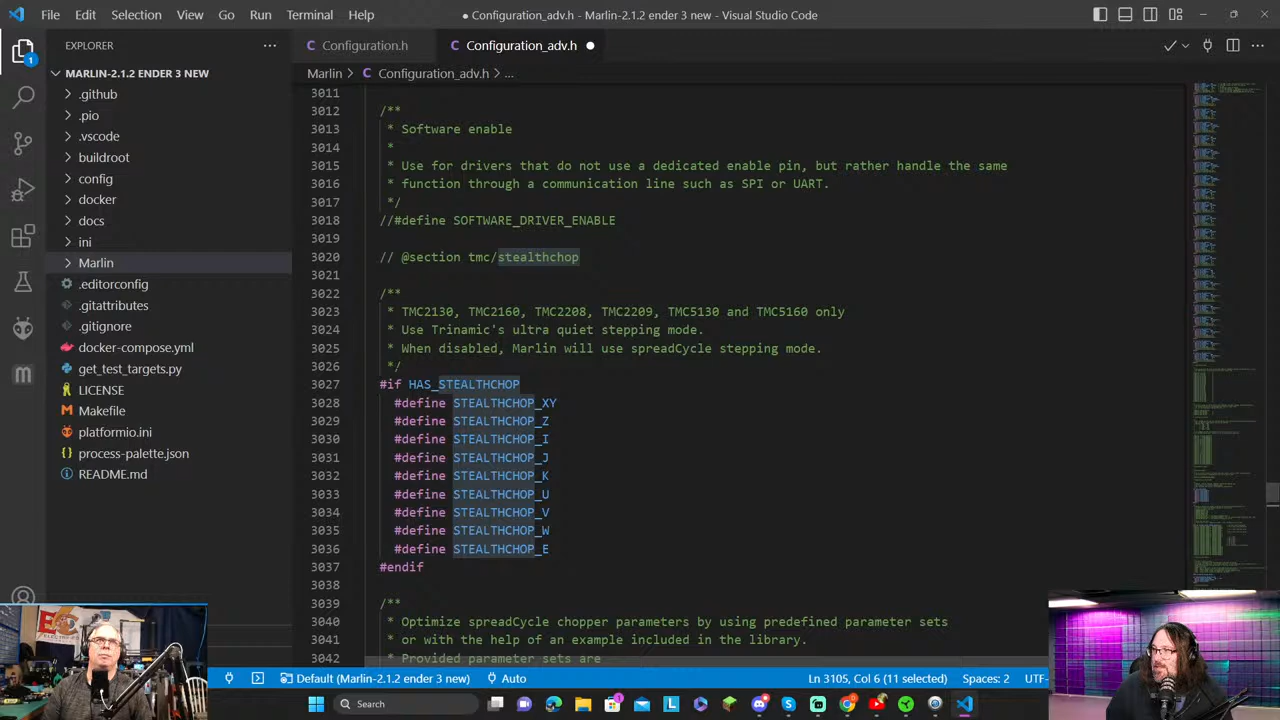 File Edit Selection View Go Run Terminal Help
Configuration_adv.h - Marlin-2.1.2 ender 3 new - Visual Studio Code
EXPLORER
Configuration.h
Configuration_adv.h
MARLIN-2.1.2 ENDER 3 NEW
Marlin > Configuration_adv.h > ...
.github
.pio
.vscode
buildroot
config
docker
docs
ini
Marlin
.editorconfig
.gitattributes
.gitignore
docker-compose.yml
get_test_targets.py
LICENSE
Makefile
platformio.ini
process-palette.json
README.md
3011
3012 /**
3013 * Software enable
3014 *
3015 * Use for drivers that do not use a dedicated enable pin, but rather handle the same
3016 * function through a communication line such as SPI or UART.
3017 */
3018 //#define SOFTWARE_DRIVER_ENABLE
3019
3020 // @section tmc/stealthchop
3021
3022 /**
3023 * TMC2130, TMC2160, TMC2208, TMC2209, TMC5130 and TMC5160 only
3024 * Use Trinamic's ultra quiet stepping mode.
3025 * When disabled, Marlin will use spreadCycle stepping mode.
3026 */
3027 #if HAS_STEALTHCHOP
3028 #define STEALTHCHOP_XY
3029 #define STEALTHCHOP_Z
3030 #define STEALTHCHOP_I
3031 #define STEALTHCHOP_J
3032 #define STEALTHCHOP_K
3033 #define STEALTHCHOP_U
3034 #define STEALTHCHOP_V
3035 #define STEALTHCHOP_W
3036 #define STEALTHCHOP_E
3037 #endif
3038
3039 /**
3040 * Optimize spreadCycle chopper parameters by using predefined parameter sets
3041 * or with the help of an example included in the library.
3042 * Provided parameter sets are
Default (Marlin-2.1.2 ender 3 new) Auto
Ln 3105, Col 6 (11 selected) Spaces: 2 UTF-
Search